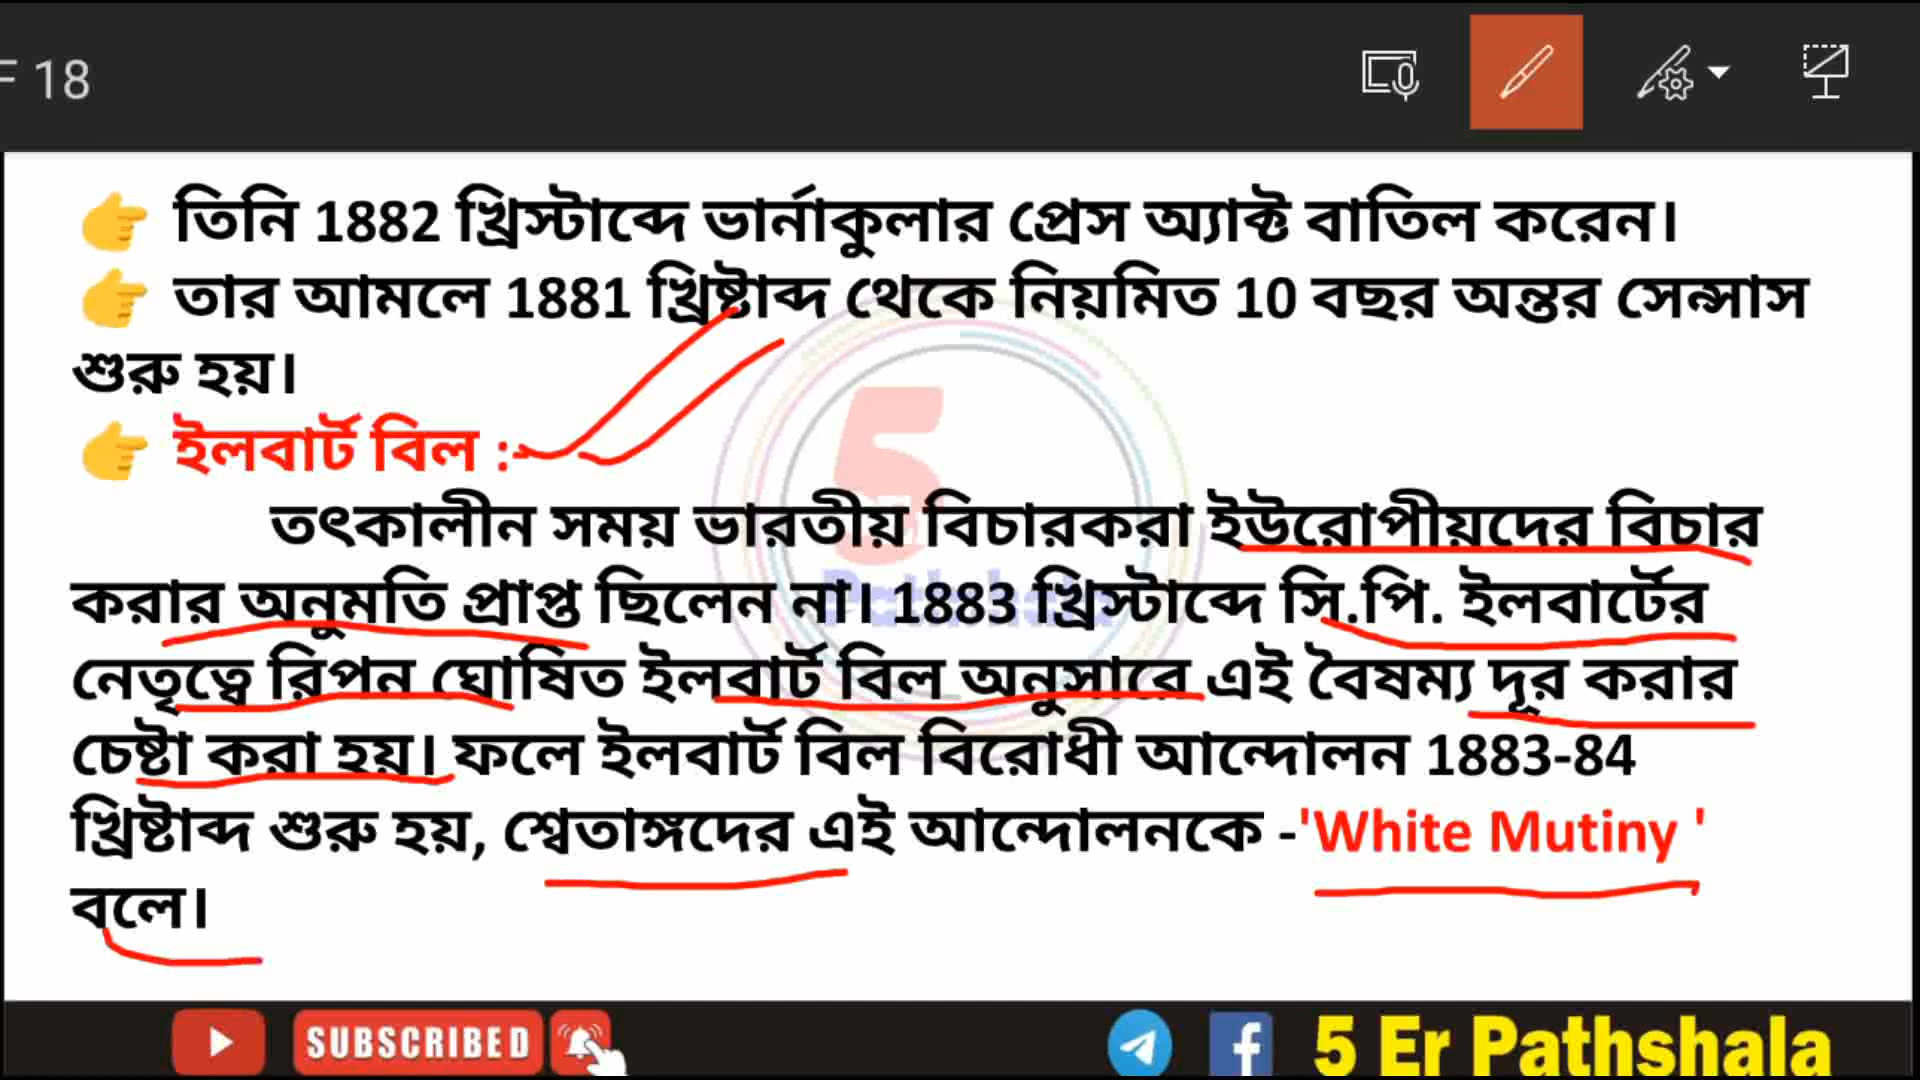 F 18
👉 তিনি 1882 খ্রিস্টাব্দে ভার্নাকুলার প্রেস অ্যাক্ট বাতিল করেন।
👉 তার আমলে 1881 খ্রিষ্টাব্দ থেকে নিয়মিত 10 বছর অন্তর সেন্সাস
শুরু হয়।
👉 ইলবার্ট বিল :-
তৎকালীন সময় ভারতীয় বিচারকরা ইউরোপীয়দের বিচার
করার অনুমতি প্রাপ্ত ছিলেন না। 1883 খ্রিস্টাব্দে সি.পি. ইলবার্টের
নেতৃত্বে রিপন ঘোষিত ইলবার্ট বিল অনুসারে এই বৈষম্য দূর করার
চেষ্টা করা হয়। ফলে ইলবার্ট বিল বিরোধী আন্দোলন 1883-84
খ্রিষ্টাব্দ শুরু হয়, শ্বেতাঙ্গদের এই আন্দোলনকে -'White Mutiny '
বলে।
5
Pathshala
SUBSCRIBED
5 Er Pathshala